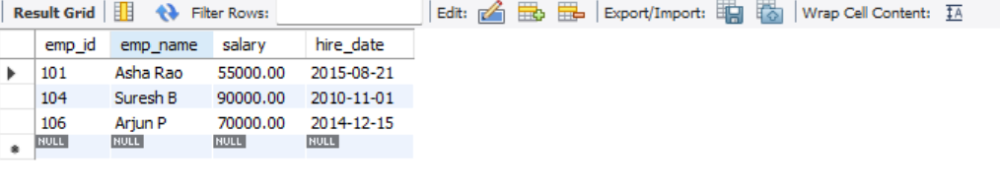 Result Grid Filter Rows: Edit: Export/Import: Wrap Cell Content: IA
emp_id emp_name salary hire_date
101 Asha Rao 55000.00 2015-08-21
104 Suresh B 90000.00 2010-11-01
106 Arjun P 70000.00 2014-12-15
NULL NULL NULL NULL